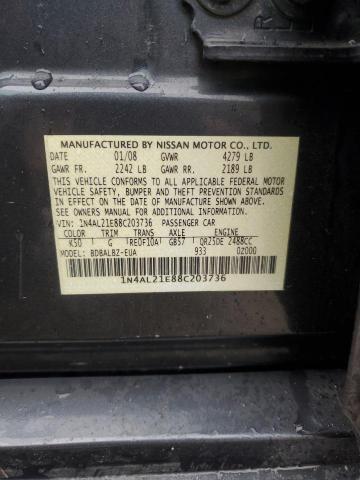 MANUFACTURED BY NISSAN MOTOR CO., LTD.
DATE 01/08 GVWR 4279 LB
GAWR FR. 2242 LB GAWR RR. 2189 LB
THIS VEHICLE CONFORMS TO ALL APPLICABLE FEDERAL MOTOR
VEHICLE SAFETY, BUMPER AND THEFT PREVENTION STANDARDS
IN EFFECT ON THE DATE OF MANUFACTURE SHOWN ABOVE. SEE
OWNERS MANUAL FOR ADDITIONAL INFORMATION.
VIN: 1N4AL21E88C203736 PASSENGER CAR
COLOR TRIM TRANS AXLE ENGINE
K50 G RE0F10A GB57 QR25DE 2488CC
MODEL: BDBALBZ-EUA 933 0Z000
1N4AL21E88C203736